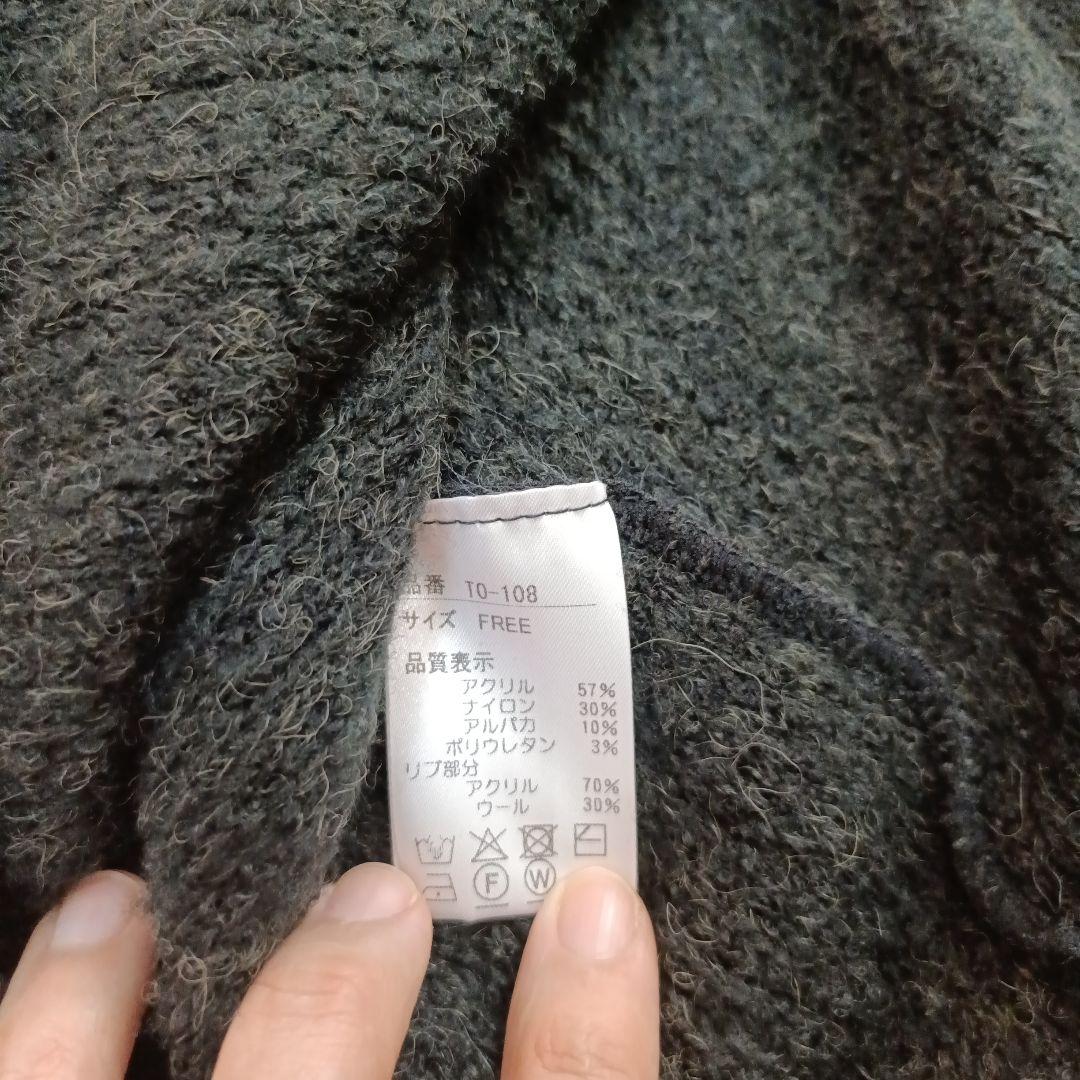 品番 TO-108
サイズ FREE
品質表示
アクリル 57%
ナイロン 30%
アルパカ 10%
ポリウレタン 3%
リブ部分
アクリル 70%
ウール 30%
F W